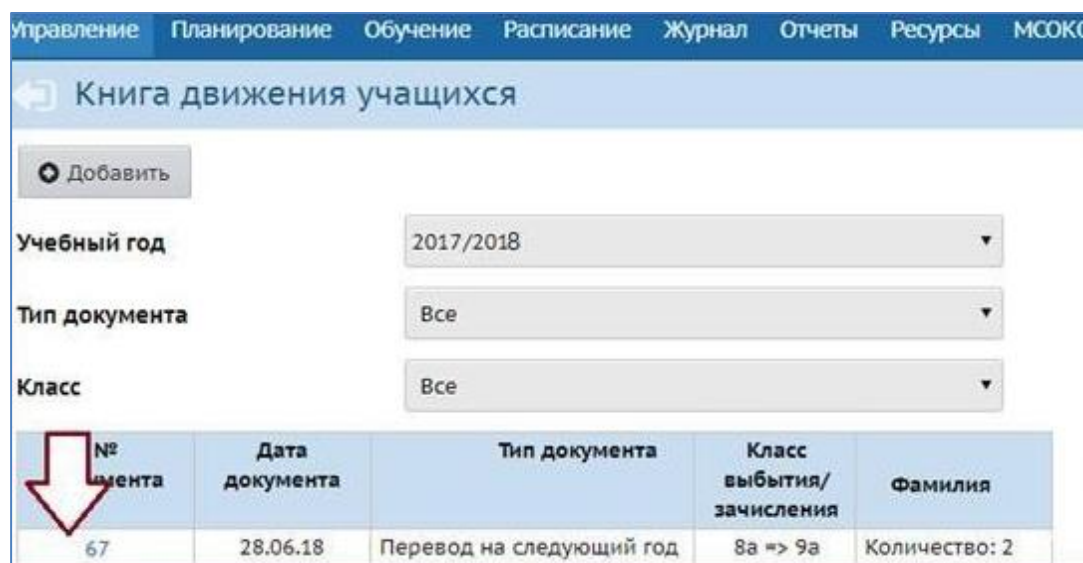 Управление Планирование Обучение Расписание Журнал Отчеты Ресурсы МСОКО
Книга движения учащихся
Добавить
Учебный год 2017/2018
Тип документа Все
Класс Все
№ Дата Тип документа Класс
документа выбытия/ Фамилия
зачисления
67 28.06.18 Перевод на следующий год 8а => 9а Количество: 2